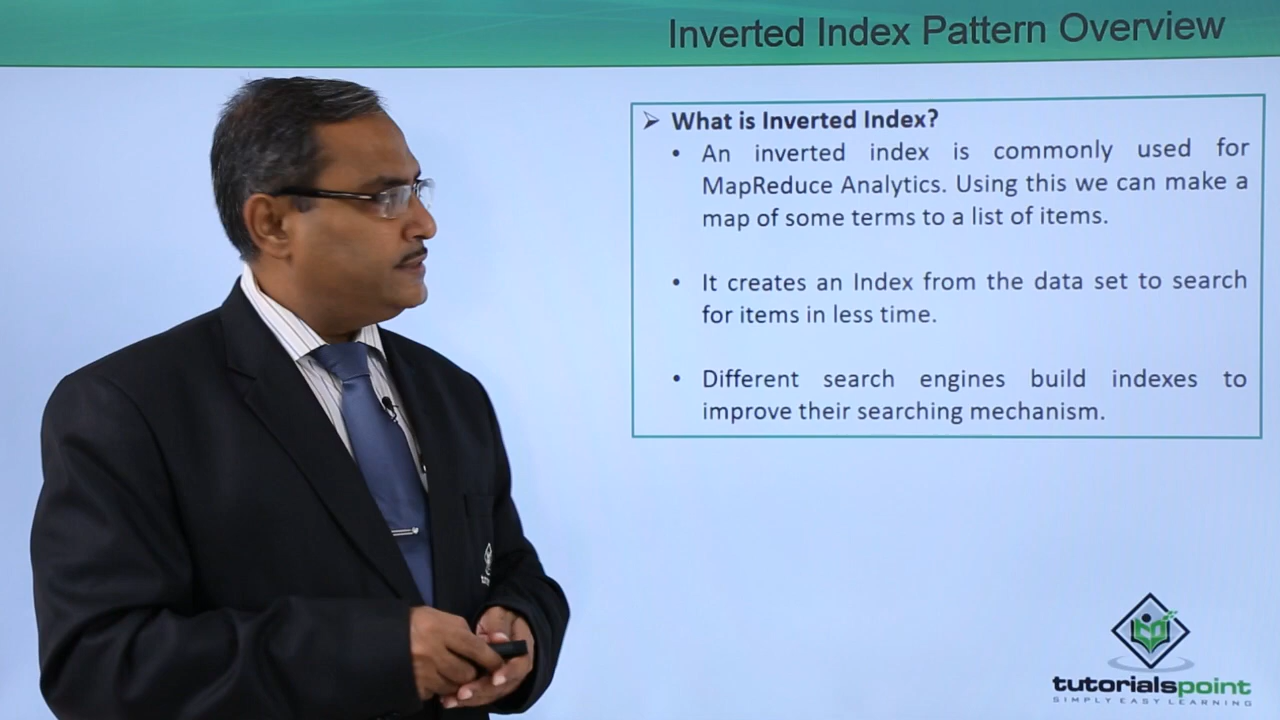 Inverted Index Pattern Overview
What is Inverted Index?
• An inverted index is commonly used for
MapReduce Analytics. Using this we can make a
map of some terms to a list of items.
• It creates an Index from the data set to search
for items in less time.
• Different search engines build indexes to
improve their searching mechanism.
tutorialspoint
SIMPLY EASY LEARNING